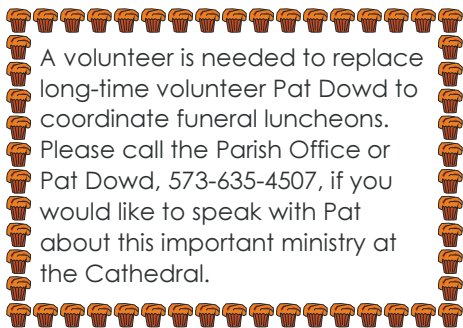 A volunteer is needed to replace
long-time volunteer Pat Dowd to
coordinate funeral luncheons.
Please call the Parish Office or
Pat Dowd, 573-635-4507, if you
would like to speak with Pat
about this important ministry at
the Cathedral.